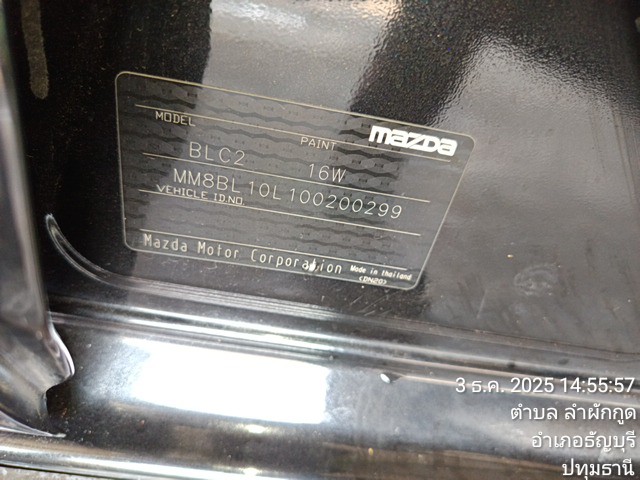 MODEL PAINT mazda
BLC2 16W
MM8BL10L100200299
VEHICLE ID.NO.
Mazda Motor Corporation Made in thailand
<DN20>
3 ธ.ค. 2025 14:55:57
ตำบล ลำผักกูด
อำเภอธัญบุรี
ปทุมธานี